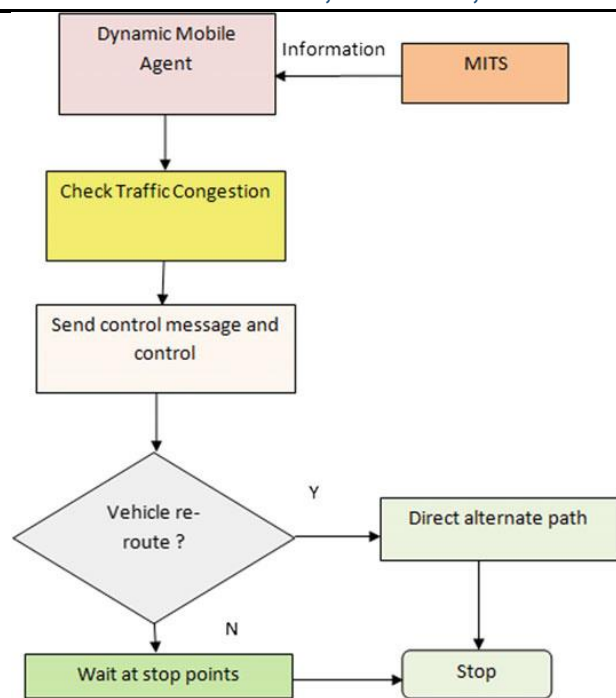 Dynamic Mobile
Agent
Information
MITS
Check Traffic Congestion
Send control message and
control
Vehicle re-
route ?
Y
Direct alternate path
N
Wait at stop points
Stop